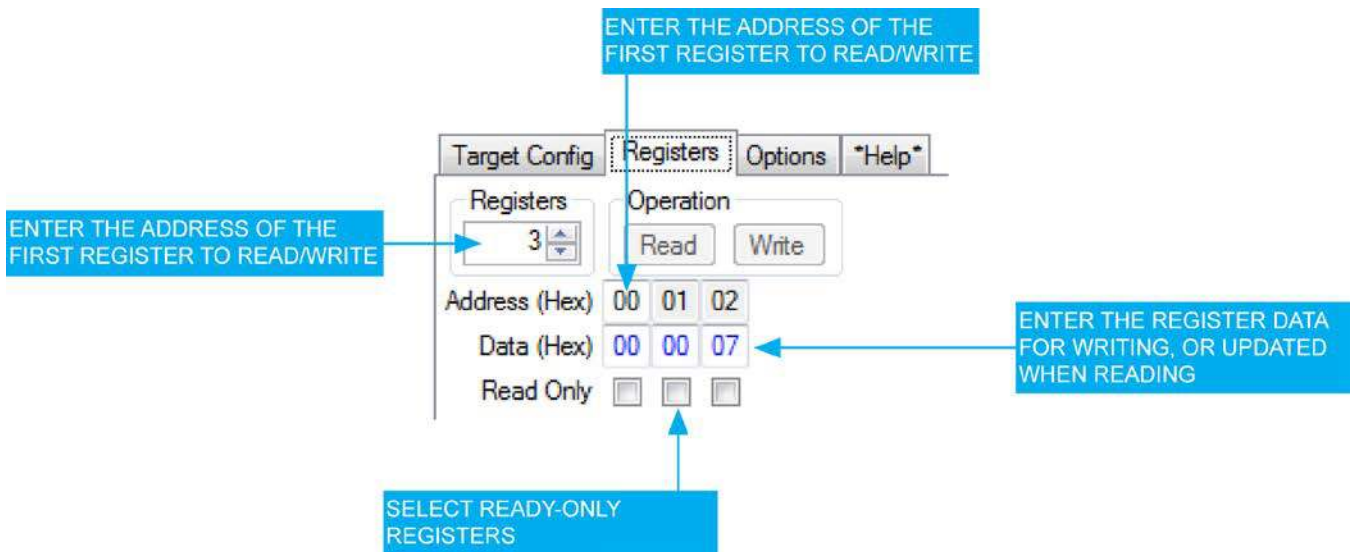 ENTER THE ADDRESS OF THE
FIRST REGISTER TO READ/WRITE
Target Config Registers Options *Help*
Registers Operation
ENTER THE ADDRESS OF THE
FIRST REGISTER TO READ/WRITE
3 Read Write
Address (Hex) 00 01 02
Data (Hex) 00 00 07
ENTER THE REGISTER DATA
FOR WRITING, OR UPDATED
WHEN READING
Read Only
SELECT READY-ONLY
REGISTERS